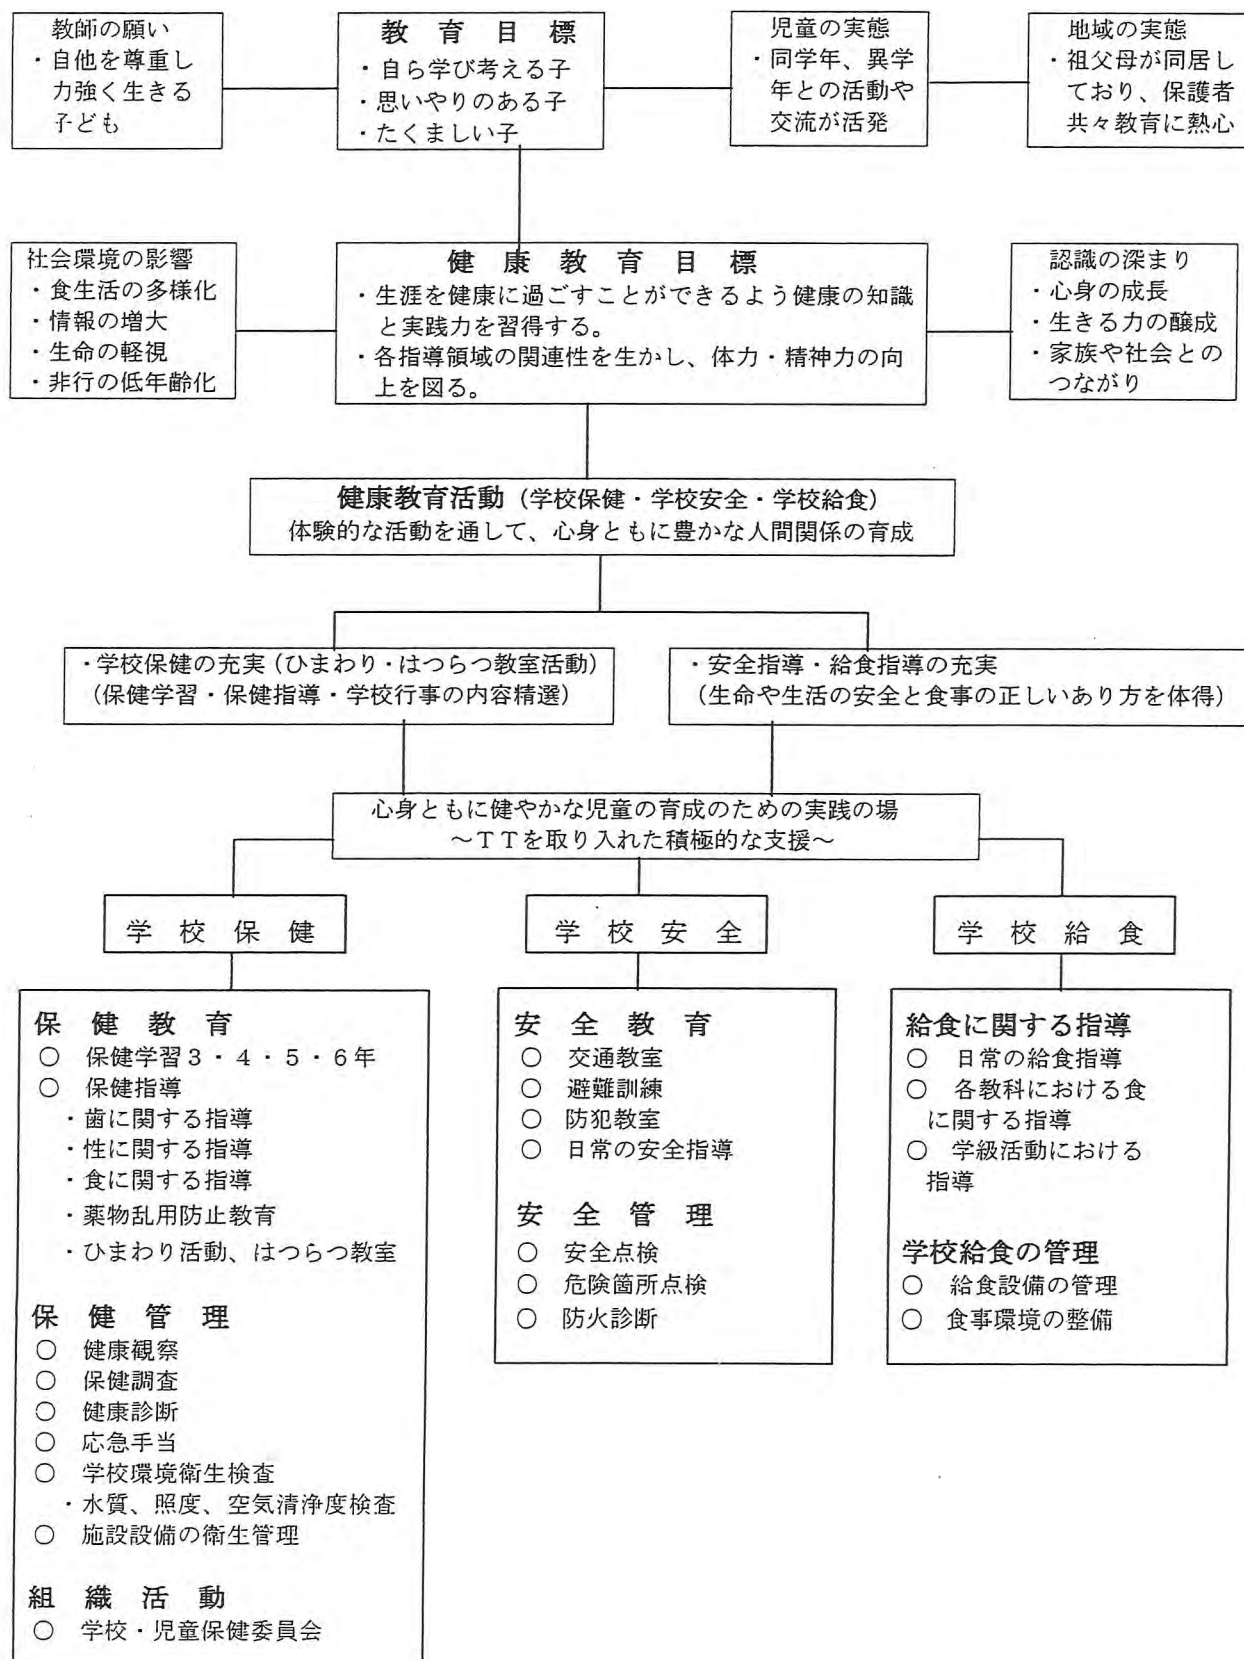 教師の願い
・自他を尊重し
力強く生きる
子ども
教 育 目 標
・自ら学び考える子
・思いやりのある子
・たくましい子
児童の実態
・同学年、異学
年との活動や
交流が活発
地域の実態
・祖父母が同居し
ており、保護者
共々教育に熱心
社会環境の影響
・食生活の多様化
・情報の増大
・生命の軽視
・非行の低年齢化
健 康 教 育 目 標
・生涯を健康に過ごすことができるよう健康の知識
と実践力を習得する。
・各指導領域の関連性を生かし、体力・精神力の向
上を図る。
認識の深まり
・心身の成長
・生きる力の醸成
・家族や社会との
つながり
健康教育活動(学校保健・学校安全・学校給食)
体験的な活動を通して、心身ともに豊かな人間関係の育成
・学校保健の充実(ひまわり・はつらつ教室活動)
(保健学習・保健指導・学校行事の内容精選)
・安全指導・給食指導の充実
(生命や生活の安全と食事の正しいあり方を体得)
心身ともに健やかな児童の育成のための実践の場
~TTを取り入れた積極的な支援~
学 校 保 健
学 校 安 全
学 校 給 食
保 健 教 育
○ 保健学習3・4・5・6年
○ 保健指導
・歯に関する指導
・性に関する指導
・食に関する指導
・薬物乱用防止教育
・ひまわり活動、はつらつ教室
保 健 管 理
○ 健康観察
○ 保健調査
○ 健康診断
○ 応急手当
○ 学校環境衛生検査
・水質、照度、空気清浄度検査
○ 施設設備の衛生管理
組 織 活 動
○ 学校・児童保健委員会
安 全 教 育
○ 交通教室
○ 避難訓練
○ 防犯教室
○ 日常の安全指導
安 全 管 理
○ 安全点検
○ 危険箇所点検
○ 防火診断
給食に関する指導
○ 日常の給食指導
○ 各教科における食
に関する指導
○ 学級活動における
指導
学校給食の管理
○ 給食設備の管理
○ 食事環境の整備